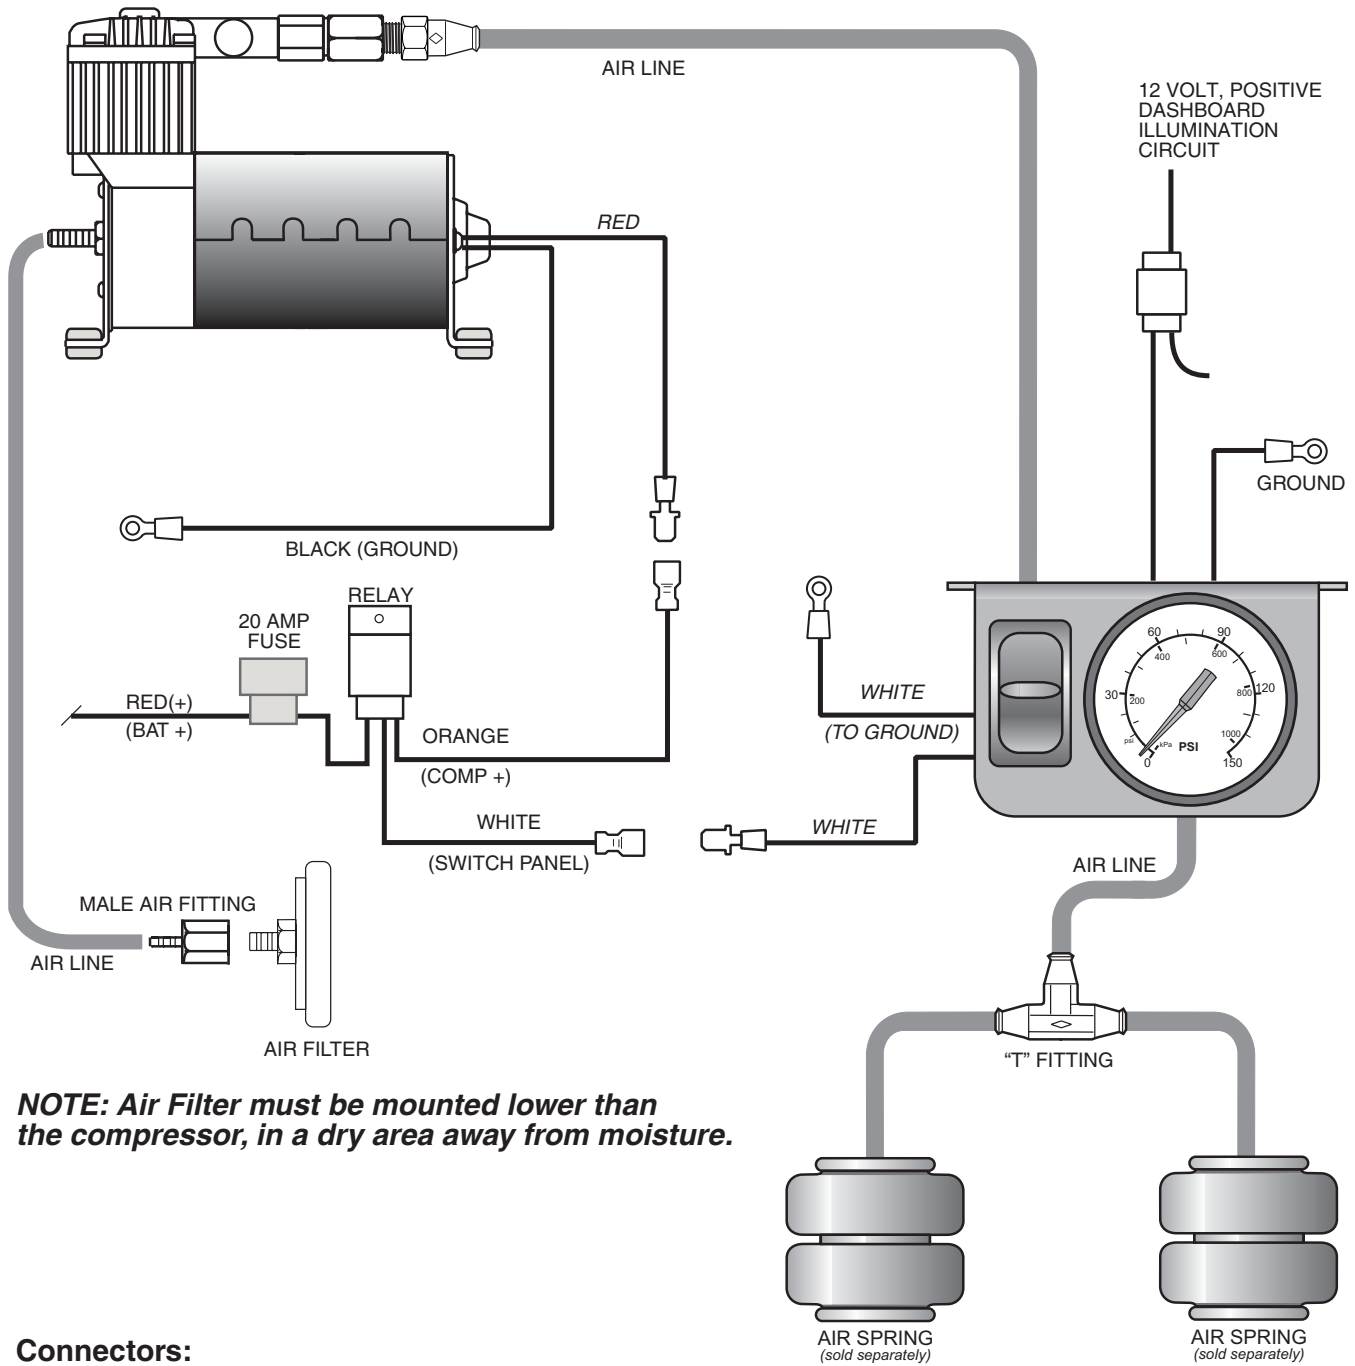 AIR LINE
12 VOLT, POSITIVE
DASHBOARD
ILLUMINATION
CIRCUIT
RED
GROUND
BLACK (GROUND)
RELAY
20 AMP
FUSE
RED(+)
(BAT +)
ORANGE
(COMP +)
WHITE
(SWITCH PANEL)
WHITE
(TO GROUND)
WHITE
60
90
400
600
30
200
800
120
psi
kPa
PSI
1000
0
150
AIR LINE
MALE AIR FITTING
AIR LINE
AIR FILTER
“T” FITTING
NOTE: Air Filter must be mounted lower than
the compressor, in a dry area away from moisture.
AIR SPRING
(sold separately)
AIR SPRING
(sold separately)
Connectors: